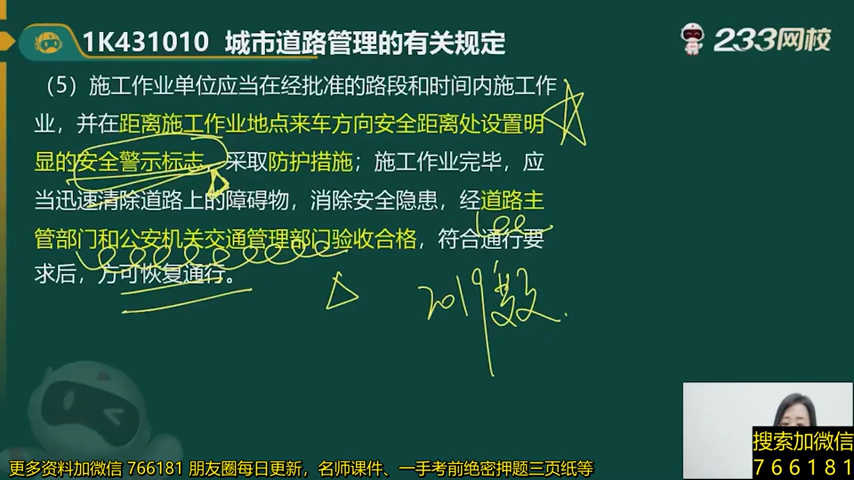 1K431010 城市道路管理的有关规定
233网校
（5）施工作业单位应当在经批准的路段和时间内施工作
业，并在距离施工作业地点来车方向安全距离处设置明
显的安全警示标志，采取防护措施；施工作业完毕，应
当迅速清除道路上的障碍物，消除安全隐患，经道路主
管部门和公安机关交通管理部门验收合格，符合通行要
求后，方可恢复通行。
2019
搜索加微信
766181
更多资料加微信 766181 朋友圈每日更新，名师课件、一手考前绝密押题三页纸等